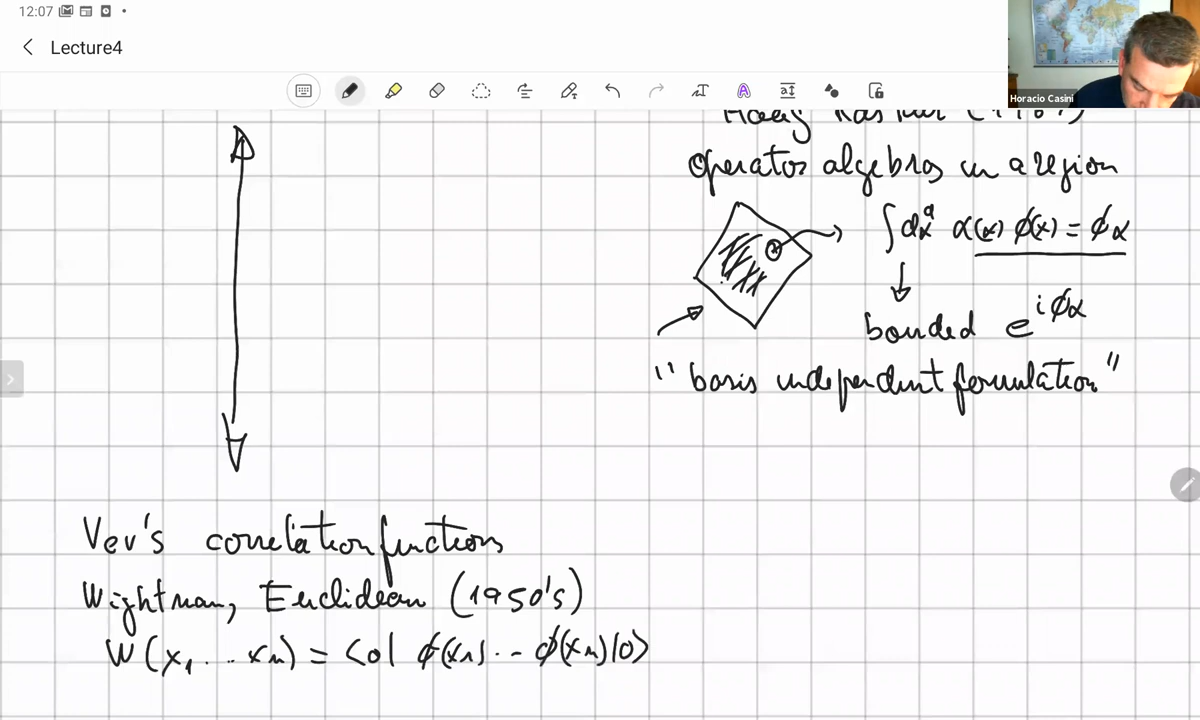 12:07
Lecture4
Horacio Casini
operator algebras in a region
∫dx^d α(x) ϕ(x) = ϕ_α
bounded e^{iϕ_α}
"basis independent formulation"
Vev's correlation functions
Wightman, Euclidean (1950's)
W(x_1 ... x_n) = <0| ϕ(x_1) ... ϕ(x_n) |0>